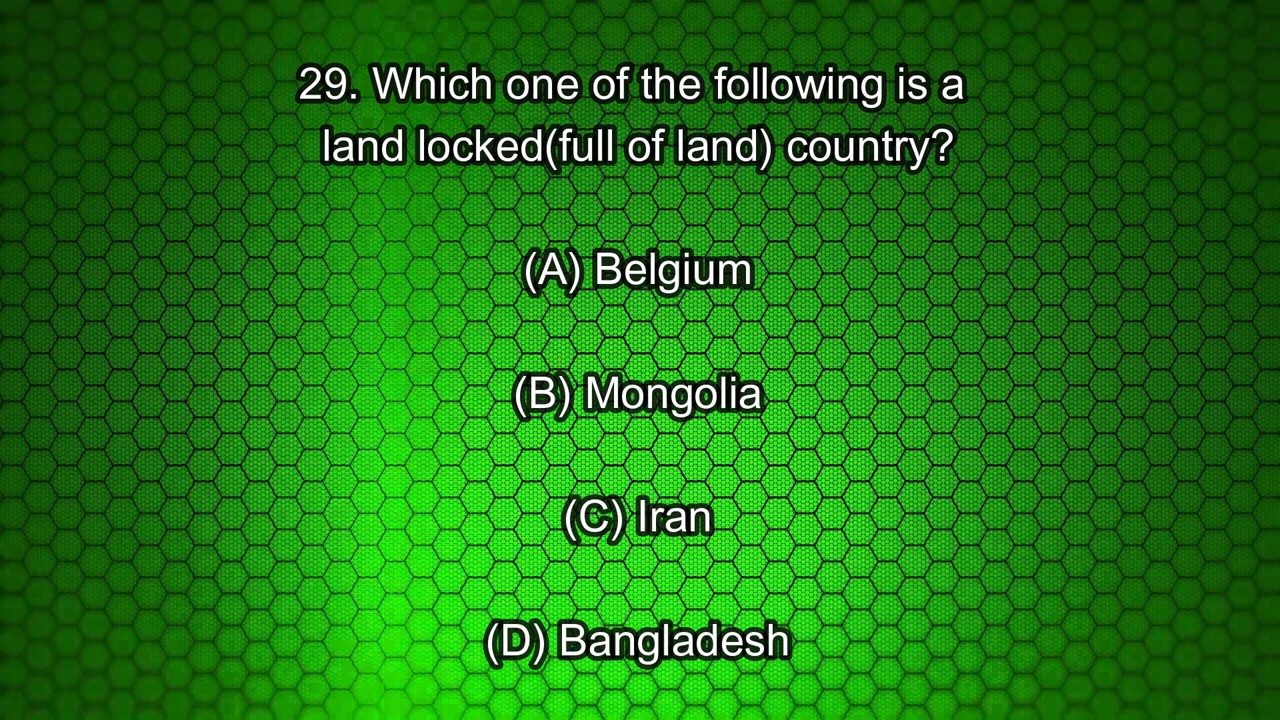 29. Which one of the following is a
land locked(full of land) country?
(A) Belgium
(B) Mongolia
(C) Iran
(D) Bangladesh